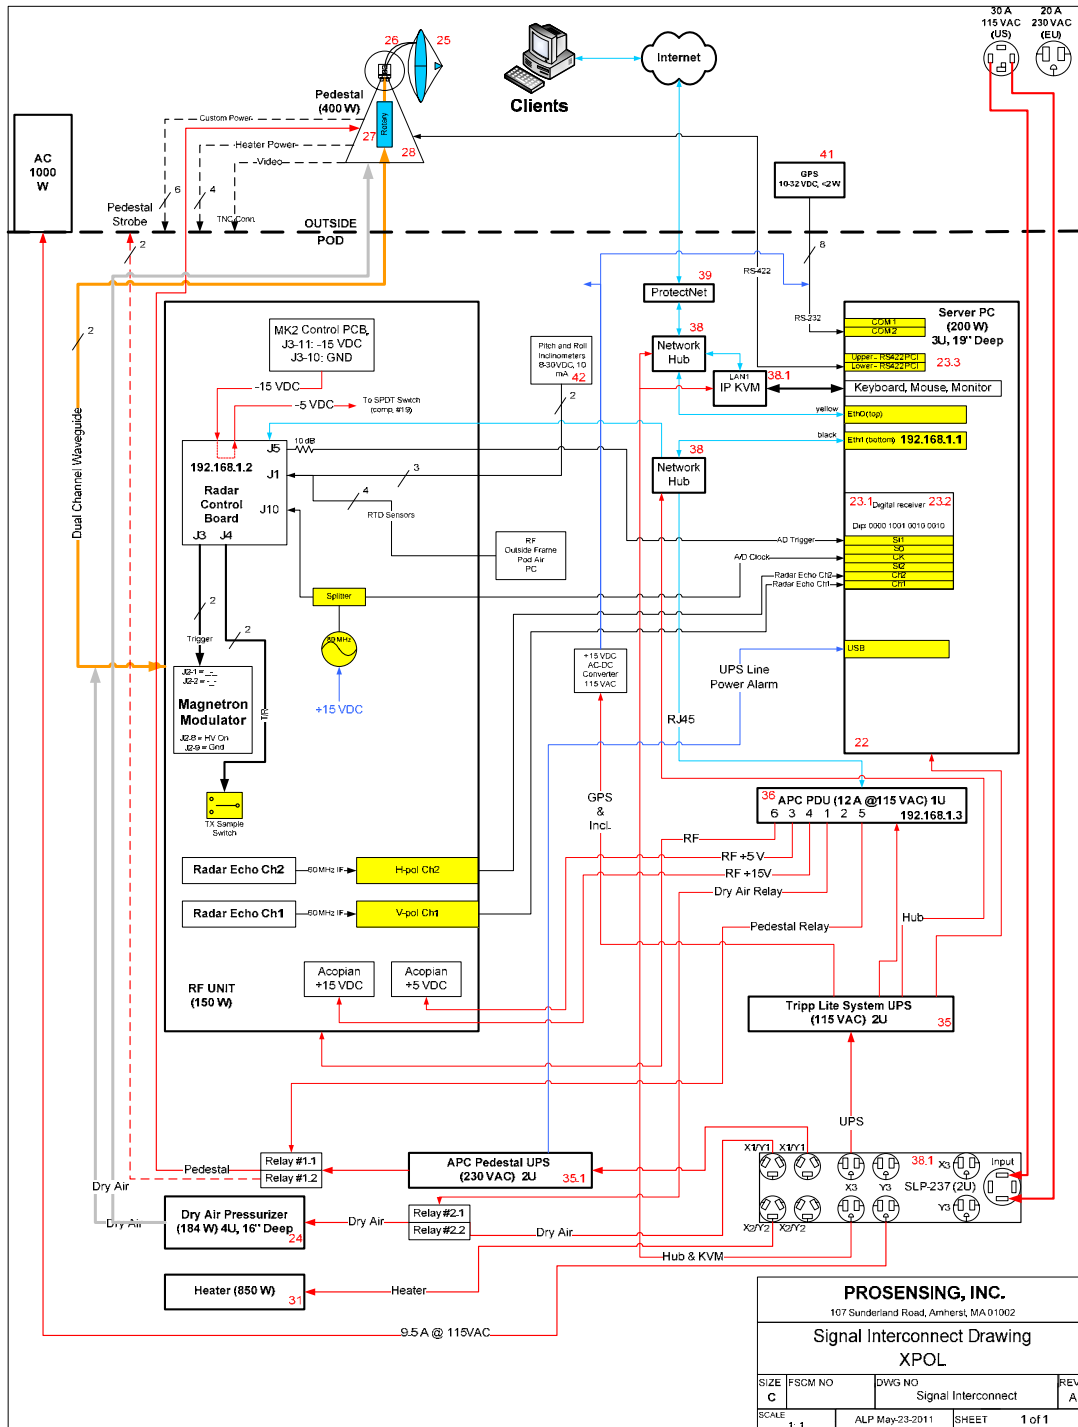 30 A
115 VAC
(US)
20 A
230 VAC
(EU)
26
25
Internet
Clients
Pedestal
(400 W)
Custom Power
27
Rotary
Heater Power
28
Video
AC
1000
W
41
GPS
10-32 VDC, <2W
6
4
Pedestal
Strobe
TNC Conn.
OUTSIDE
POD
2
8
RS-422
39
ProtectNet
RS-232
Server PC
(200 W)
3U, 19" Deep
COM 1
COM 2
38
Network
Hub
Upper - RS422PCI
Lower - RS422PCI
23.3
MK2 Control PCB,
J3-11: -15 VDC
J3-10: GND
Pitch and Roll
Inclinometers
8-30VDC, 10
mA
42
LAN1
IP KVM
38.1
Keyboard, Mouse, Monitor
2
-15 VDC
-5 VDC
To SPDT Switch
(comp. #19)
2
yellow
Eth0(top)
black
Eth1 (bottom) 192.168.1.1
J5
10 dB
38
Network
Hub
192.168.1.2
Radar
Control
Board
J1
3
4
RTD Sensors
J10
J3
J4
Dual Channel Waveguide
23.1
Digital receiver
23.2
Dip: 0000 1001 0010 0010
RF
Outside Frame
Pod Air
PC
AD Trigger
SI1
S0
A/D Clock
CK
SI2
Radar Echo Ch2
Ch2
Radar Echo Ch1
Ch1
Splitter
2
2
Trigger
60 MHz
USB
+15 VDC
AC-DC
Converter
115 VAC
UPS Line
Power Alarm
J2-1 = _-_
J2-2 = -_-
Magnetron
Modulator
J2-8 = HV On
J2-9 = Gnd
T/R
+15 VDC
RJ45
22
TX Sample
Switch
GPS
&
Incl.
36
APC PDU (12 A @115 VAC) 1U
6 3 4 1 2 5
192.168.1.3
RF
RF +5 V
RF +15V
Dry Air Relay
Pedestal Relay
Hub
Radar Echo Ch2
60 MHz IF
H-pol Ch2
Radar Echo Ch1
60 MHz IF
V-pol Ch1
Acopian
+15 VDC
Acopian
+5 VDC
RF UNIT
(150 W)
Tripp Lite System UPS
(115 VAC) 2U
35
UPS
Pedestal
Relay #1.1
Relay #1.2
APC Pedestal UPS
(230 VAC) 2U
35.1
X1/Y1
X1/Y1
X3
Y3
X3
38.1
Input
SLP-237 (2U)
Y3
X2/Y2
X2/Y2
Dry Air
Dry Air
Dry Air Pressurizer
(184 W) 4U, 16" Deep
24
Dry Air
Relay #2.1
Relay #2.2
Dry Air
Hub & KVM
Heater (850 W)
31
Heater
9.5 A @ 115VAC
PROSENSING, INC.
107 Sunderland Road, Amherst, MA 01002
Signal Interconnect Drawing
XPOL
SIZE
C
FSCM NO
DWG NO
Signal Interconnect
REV
A
SCALE
1: 1
ALP May-23-2011
SHEET
1 of 1